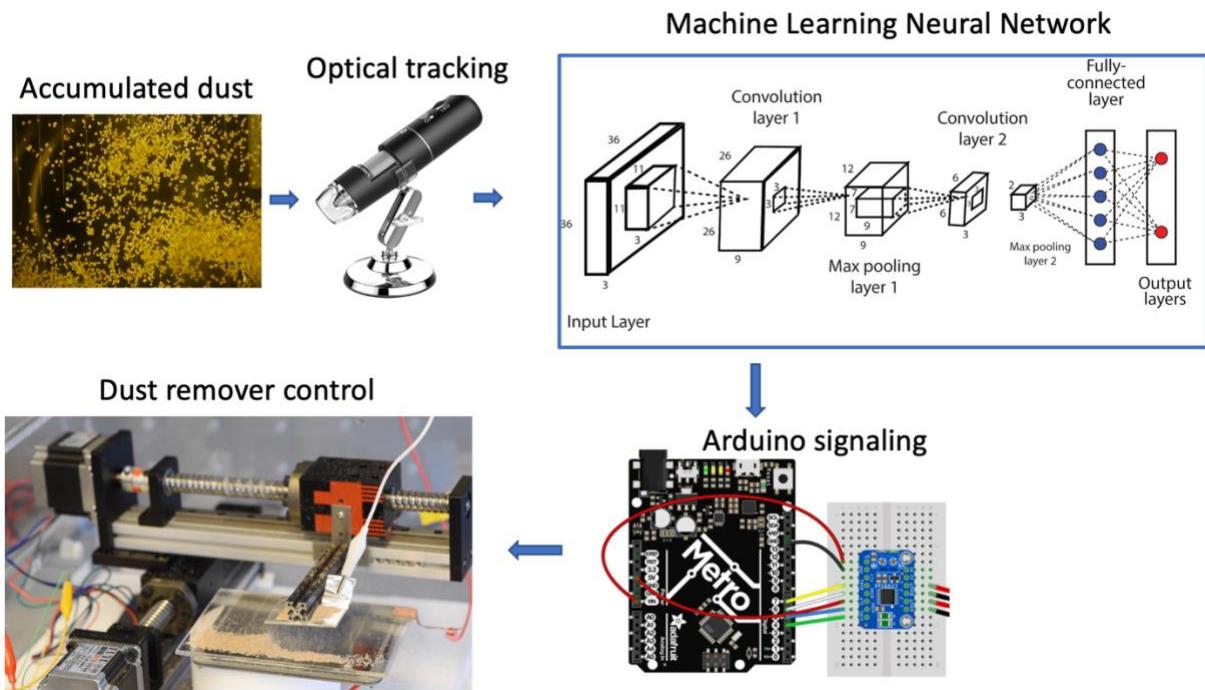 Machine Learning Neural Network
Optical tracking
Accumulated dust
Fully-
connected
layer
Convolution
layer 1
Convolution
layer 2
36
11
11
3
36
3
26
3
3
26
9
12
7
12
7
9
9
6
6
3
2
3
Max pooling
layer 2
Max pooling
layer 1
Output
layers
Input Layer
Dust remover control
Arduino signaling
Metro
adafruit